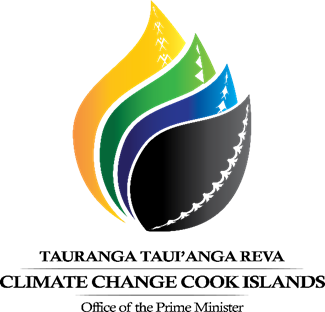 TAURANGA TAUI'ANGA REVA
CLIMATE CHANGE COOK ISLANDS
Office of the Prime Minister